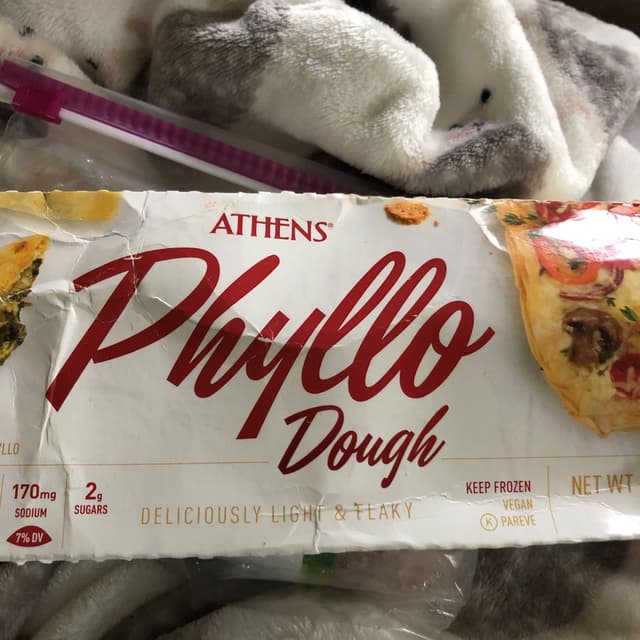 ATHENS®
Phyllo
Dough
170mg
SODIUM
7% DV
2g
SUGARS
DELICIOUSLY LIGHT & FLAKY
KEEP FROZEN
VEGAN
K PAREVE
NET WT